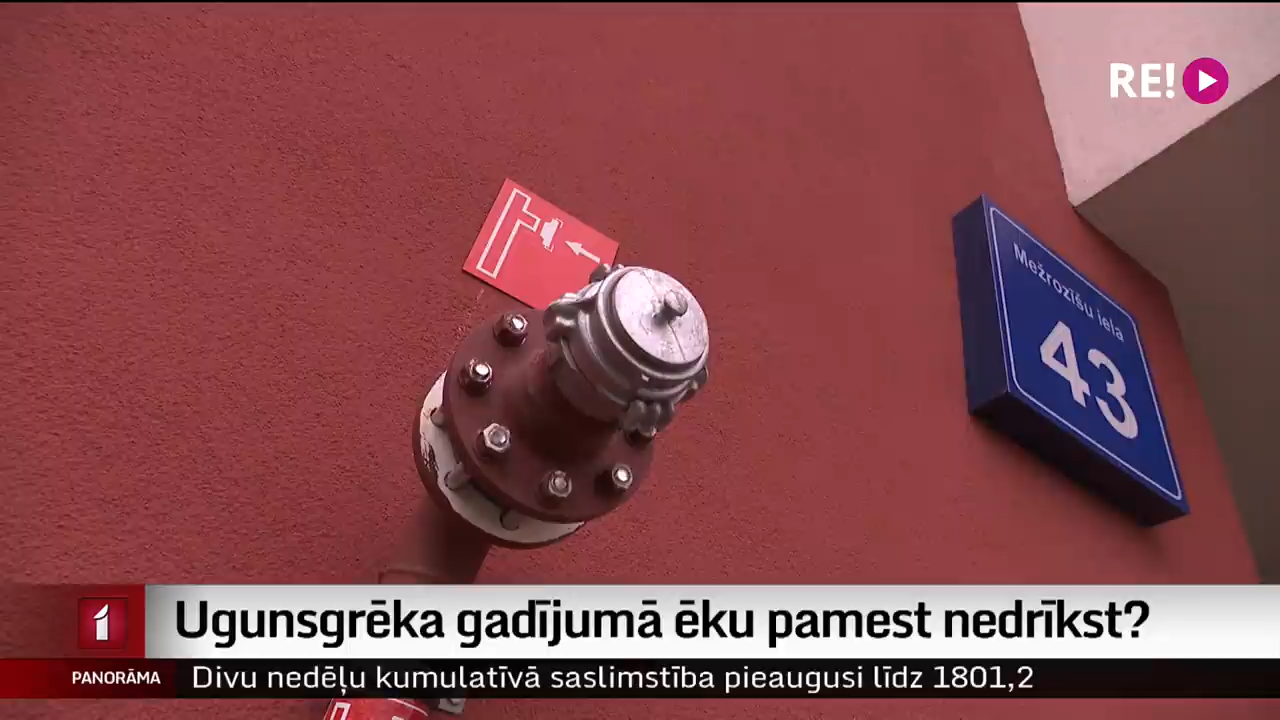 RE!
Mežrozīšu iela
43
1
Ugunsgrēka gadījumā ēku pamest nedrīkst?
PANORĀMA
Divu nedēļu kumulatīvā saslimstība pieaugusi līdz 1801,2